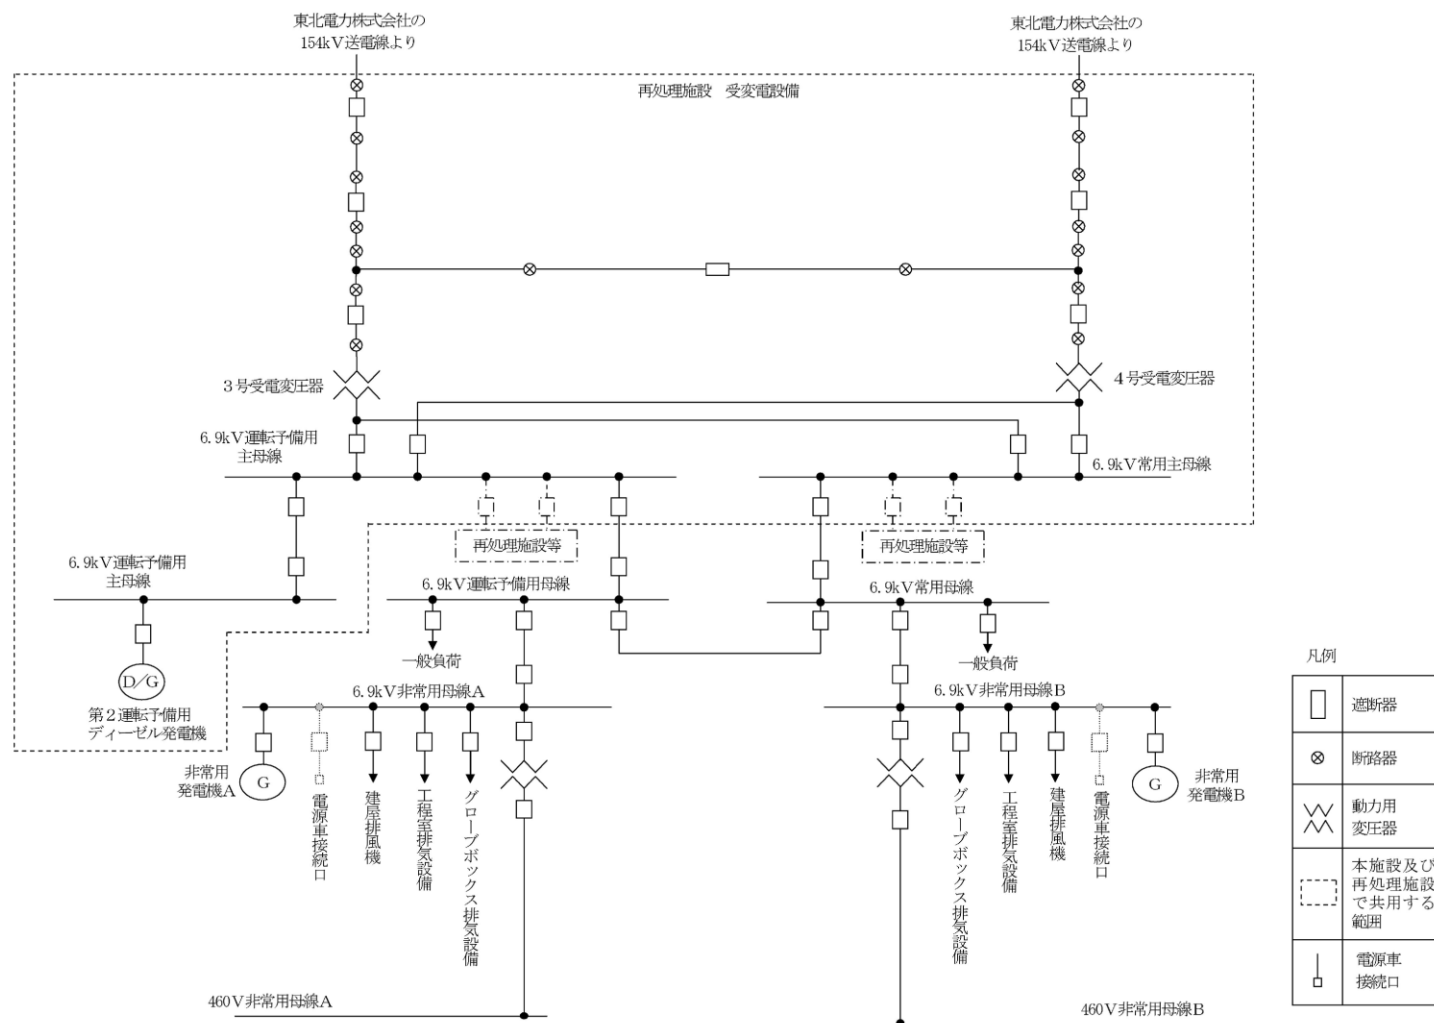 東北電力株式会社の
154kV送電線より
東北電力株式会社の
154kV送電線より
再処理施設　受変電設備
3号受電変圧器
4号受電変圧器
6.9kV運転予備用
主母線
6.9kV常用主母線
再処理施設等
再処理施設等
6.9kV運転予備用
主母線
6.9kV運転予備用母線
6.9kV常用母線
一般負荷
一般負荷
D/G
第2運転予備用
ディーゼル発電機
6.9kV非常用母線A
6.9kV非常用母線B
非常用
発電機A
G
電源車接続口
建屋排風機
工程室排気設備
グローブボックス排気設備
グローブボックス排気設備
工程室排気設備
建屋排風機
電源車接続口
G
非常用
発電機B
460V非常用母線A
460V非常用母線B
凡例
遮断器
断路器
動力用
変圧器
本施設及び
再処理施設
で共用する
範囲
電源車
接続口